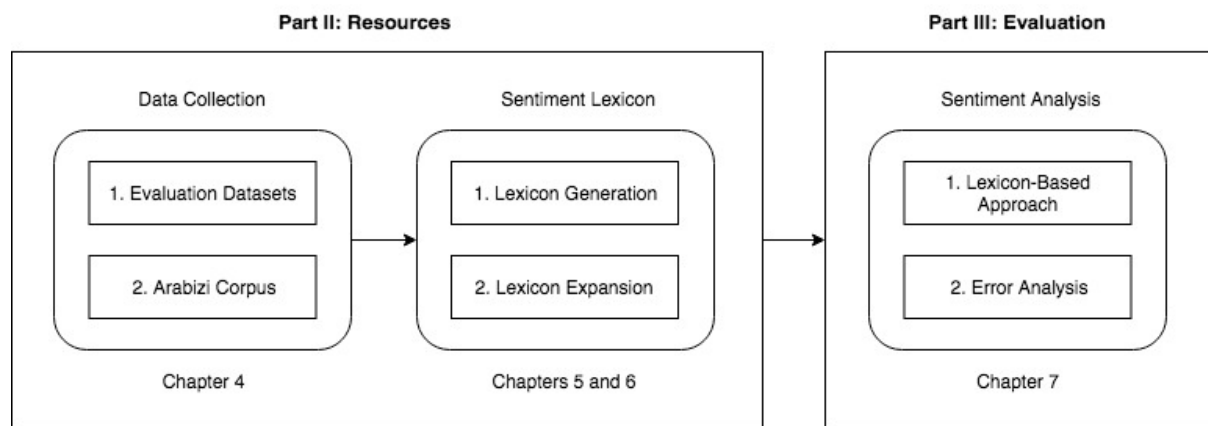 Part II: Resources
Part III: Evaluation
Data Collection
1. Evaluation Datasets
2. Arabizi Corpus
Chapter 4
Sentiment Lexicon
1. Lexicon Generation
2. Lexicon Expansion
Chapters 5 and 6
Sentiment Analysis
1. Lexicon-Based
Approach
2. Error Analysis
Chapter 7